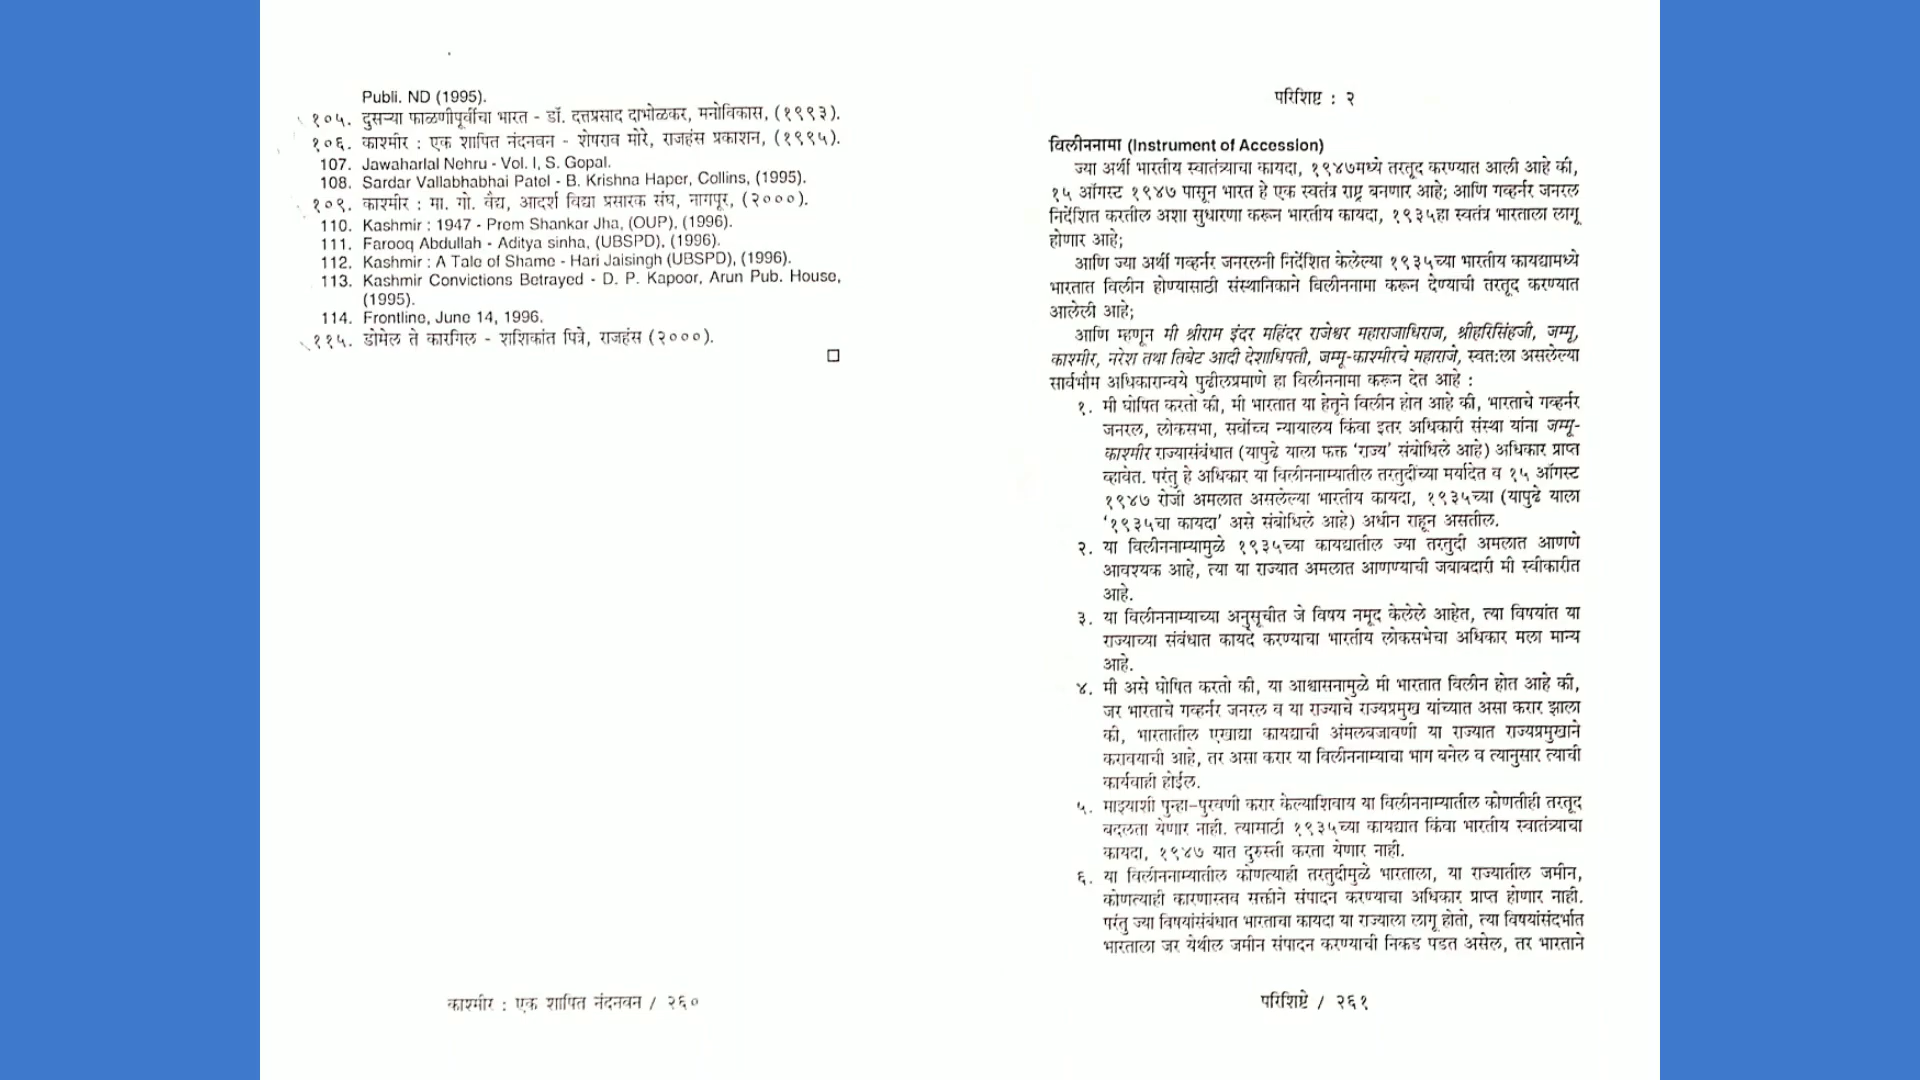 Publi. ND (1995).
१०५. दुसऱ्या फाळणीपूर्वीचा भारत - डॉ. दत्तप्रसाद दाभोळकर, मनोविकास, (१९९३).
१०६. काश्मीर : एक शापित नंदनवन - शेषराव मोरे, राजहंस प्रकाशन, (१९९५).
107. Jawaharlal Nehru - Vol. I, S. Gopal.
108. Sardar Vallabhabhai Patel - B. Krishna Haper, Collins, (1995).
१०९. काश्मीर : मा. गो. वैद्य, आदर्श विद्या प्रसारक संघ, नागपूर, (२०००).
110. Kashmir : 1947 - Prem Shankar Jha, (OUP), (1996).
111. Farooq Abdullah - Aditya sinha, (UBSPD), (1996).
112. Kashmir : A Tale of Shame - Hari Jaisingh (UBSPD), (1996).
113. Kashmir Convictions Betrayed - D. P. Kapoor, Arun Pub. House,
(1995).
114. Frontline, June 14, 1996.
११५. डोमेल ते कारगिल - शशिकांत पित्रे, राजहंस (२०००).
काश्मीर : एक शापित नंदनवन / २६०
परिशिष्ट : २
विलीननामा (Instrument of Accession)
ज्या अर्थी भारतीय स्वातंत्र्याचा कायदा, १९४७मध्ये तरतूद करण्यात आली आहे की,
१५ ऑगस्ट १९४७ पासून भारत हे एक स्वतंत्र राष्ट्र बनणार आहे; आणि गव्हर्नर जनरल
निर्देशित करतील अशा सुधारणा करून भारतीय कायदा, १९३५हा स्वतंत्र भारताला लागू
होणार आहे;
आणि ज्या अर्थी गव्हर्नर जनरलनी निर्देशित केलेल्या १९३५च्या भारतीय कायद्यामध्ये
भारतात विलीन होण्यासाठी संस्थानिकाने विलीननामा करून देण्याची तरतूद करण्यात
आलेली आहे;
आणि म्हणून मी श्रीराम इंदर महिंदर राजेश्वर महाराजाधिराज, श्रीहरिसिंहजी, जम्मू,
काश्मीर, नरेश तथा तिबेट आदी देशाधिपती, जम्मू-काश्मीरचे महाराजे, स्वत:ला असलेल्या
सार्वभौम अधिकारान्वये पुढीलप्रमाणे हा विलीननामा करून देत आहे :
१. मी घोषित करतो की, मी भारतात या हेतूने विलीन होत आहे की, भारताचे गव्हर्नर
जनरल, लोकसभा, सर्वोच्च न्यायालय किंवा इतर अधिकारी संस्था यांना जम्मू-
काश्मीर राज्यासंबंधात (यापुढे याला फक्त ‘राज्य’ संबोधिले आहे) अधिकार प्राप्त
व्हावेत. परंतु हे अधिकार या विलीननाम्यातील तरतुदींच्या मर्यादेत व १५ ऑगस्ट
१९४७ रोजी अमलात असलेल्या भारतीय कायदा, १९३५च्या (यापुढे याला
‘१९३५चा कायदा’ असे संबोधिले आहे) अधीन राहून असतील.
२. या विलीननाम्यामुळे १९३५च्या कायद्यातील ज्या तरतुदी अमलात आणणे
आवश्यक आहे, त्या या राज्यात अमलात आणण्याची जबाबदारी मी स्वीकारीत
आहे.
३. या विलीननाम्याच्या अनुसूचीत जे विषय नमूद केलेले आहेत, त्या विषयांत या
राज्याच्या संबंधात कायदे करण्याचा भारतीय लोकसभेचा अधिकार मला मान्य
आहे.
४. मी असे घोषित करतो की, या आश्वासनामुळे मी भारतात विलीन होत आहे की,
जर भारताचे गव्हर्नर जनरल व या राज्याचे राज्यप्रमुख यांच्यात असा करार झाला
की, भारतातील एखाद्या कायद्याची अंमलबजावणी या राज्यात राज्यप्रमुखाने
करावयाची आहे, तर असा करार या विलीननाम्याचा भाग बनेल व त्यानुसार त्याची
कार्यवाही होईल.
५. माझ्याशी पुन्हा-पुरवणी करार केल्याशिवाय या विलीननाम्यातील कोणतीही तरतूद
बदलता येणार नाही. त्यासाठी १९३५च्या कायद्यात किंवा भारतीय स्वातंत्र्याचा
कायदा, १९४७ यात दुरुस्ती करता येणार नाही.
६. या विलीननाम्यातील कोणत्याही तरतुदीमुळे भारताला, या राज्यातील जमीन,
कोणत्याही कारणास्तव सक्तीने संपादन करण्याचा अधिकार प्राप्त होणार नाही.
परंतु ज्या विषयांसंबंधात भारताचा कायदा या राज्याला लागू होतो, त्या विषयांसंदर्भात
भारताला जर येथील जमीन संपादन करण्याची निकड पडत असेल, तर भारताने
परिशिष्टे / २६१